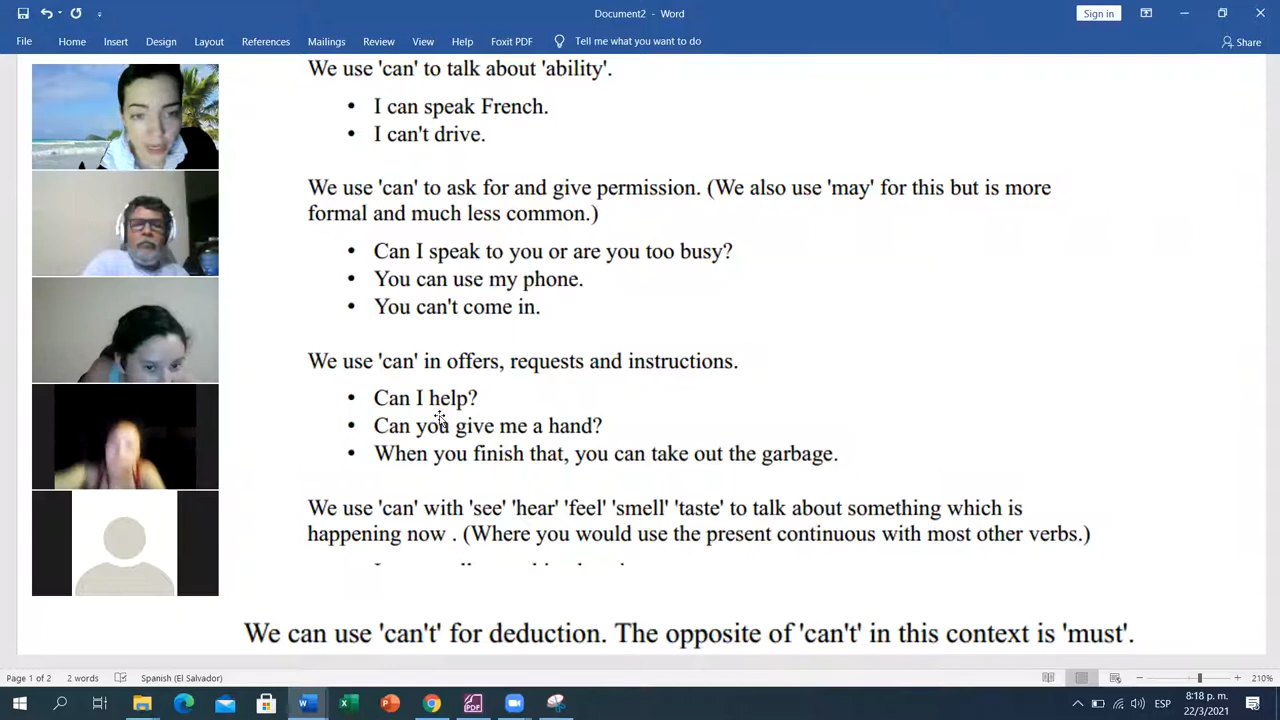 Document2 - Word
Sign in
File Home Insert Design Layout References Mailings Review View Help Foxit PDF Tell me what you want to do Share
We use 'can' to talk about 'ability'.
• I can speak French.
• I can't drive.
We use 'can' to ask for and give permission. (We also use 'may' for this but is more
formal and much less common.)
• Can I speak to you or are you too busy?
• You can use my phone.
• You can't come in.
We use 'can' in offers, requests and instructions.
• Can I help?
• Can you give me a hand?
• When you finish that, you can take out the garbage.
We use 'can' with 'see' 'hear' 'feel' 'smell' 'taste' to talk about something which is
happening now . (Where you would use the present continuous with most other verbs.)
We can use 'can't' for deduction. The opposite of 'can't' in this context is 'must'.
Page 1 of 2 2 words Spanish (El Salvador) 210%
ESP 8:18 p. m.
22/3/2021